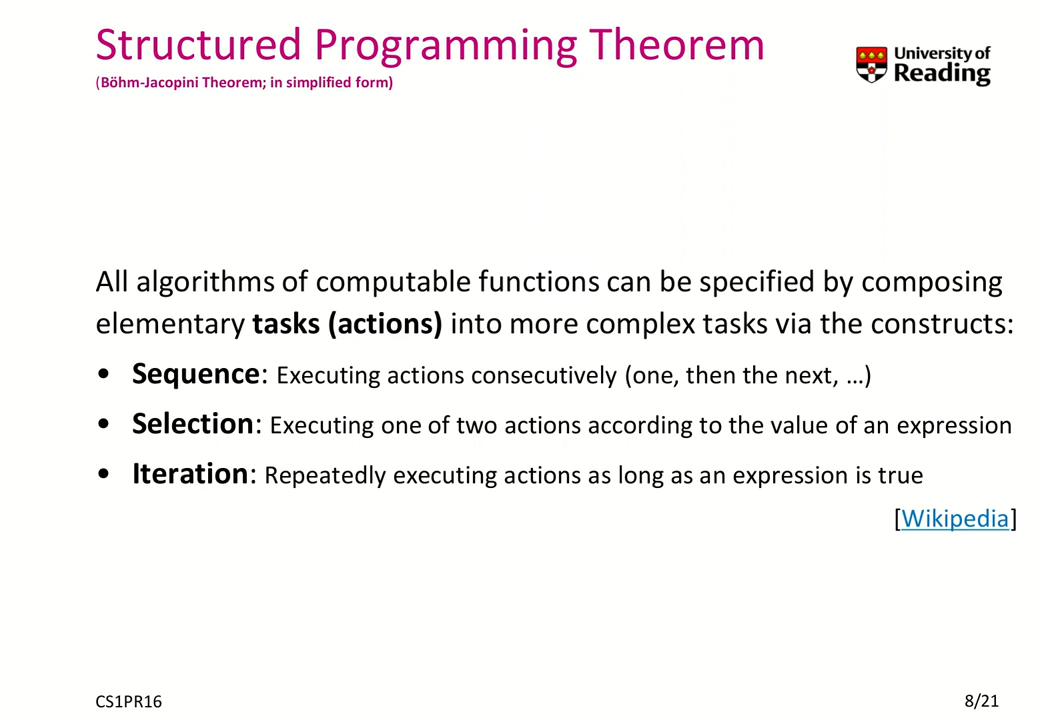 Structured Programming Theorem
(Böhm-Jacopini Theorem; in simplified form)
University of
Reading
All algorithms of computable functions can be specified by composing
elementary tasks (actions) into more complex tasks via the constructs:
• Sequence: Executing actions consecutively (one, then the next, …)
• Selection: Executing one of two actions according to the value of an expression
• Iteration: Repeatedly executing actions as long as an expression is true
[Wikipedia]
CS1PR16
8/21